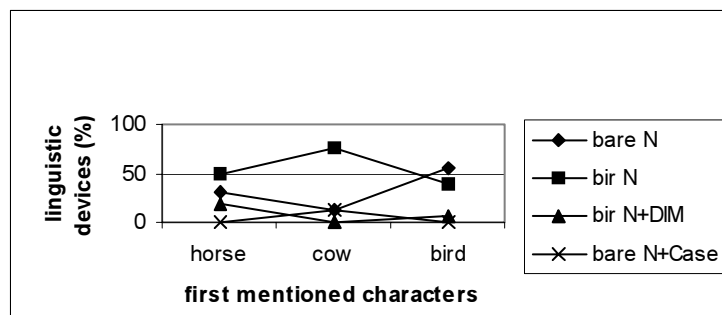 100
50
0
linguistic
devices (%)
horse cow bird
first mentioned characters
bare N
bir N
bir N+DIM
bare N+Case